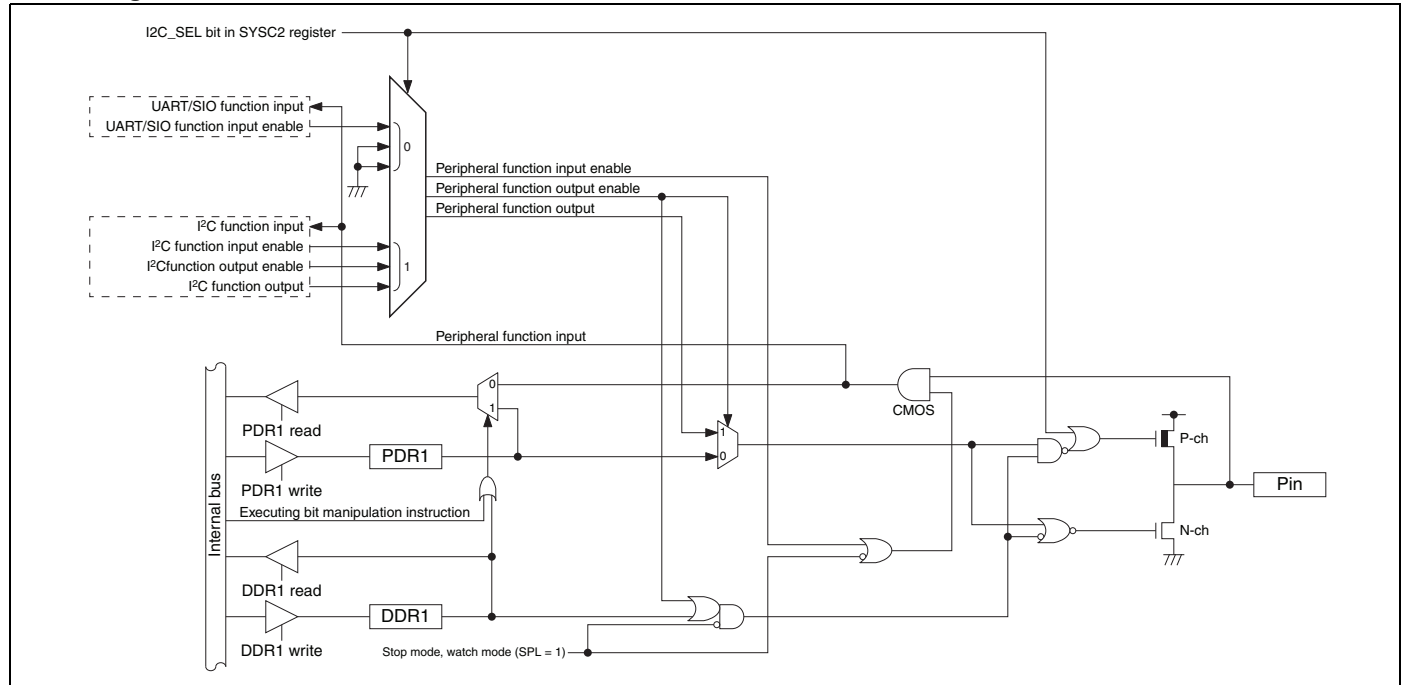 I2C_SEL bit in SYSC2 register
UART/SIO function input
UART/SIO function input enable
0
Peripheral function input enable
Peripheral function output enable
Peripheral function output
I2C function input
I2C function input enable
I2Cfunction output enable
I2C function output
1
Peripheral function input
0
1
CMOS
PDR1 read
PDR1
PDR1 write
1
0
P-ch
Pin
Executing bit manipulation instruction
Internal bus
N-ch
DDR1 read
DDR1
DDR1 write
Stop mode, watch mode (SPL = 1)